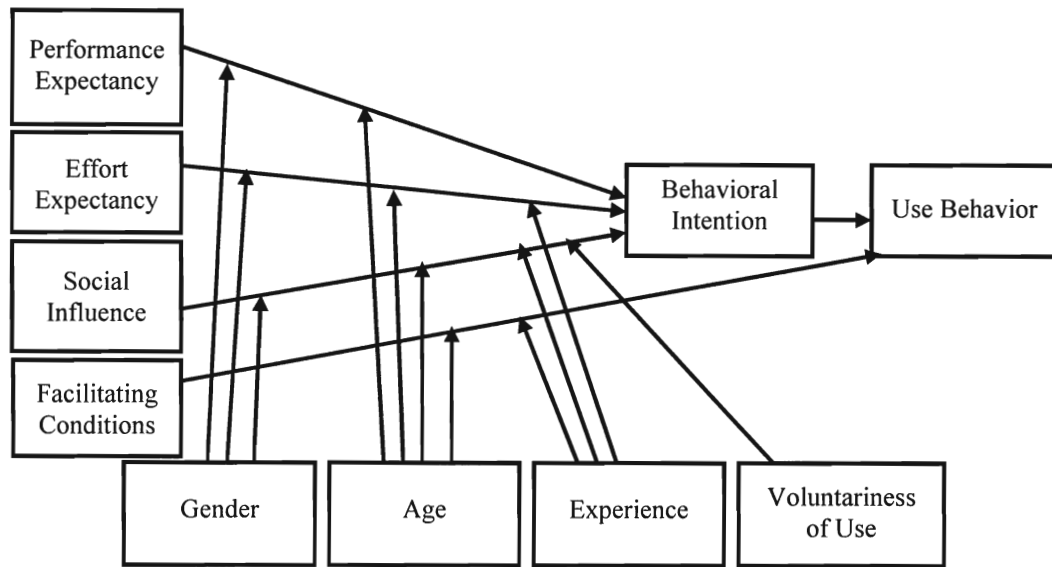 Performance
Expectancy
Effort
Expectancy
Social
Influence
Facilitating
Conditions
Behavioral
Intention
Use Behavior
Gender
Age
Experience
Voluntariness
of Use